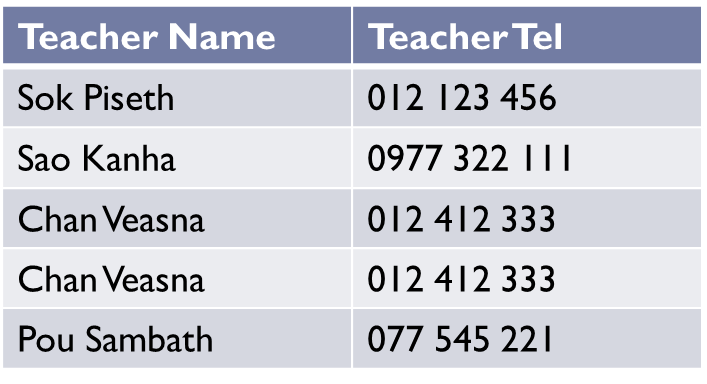 Teacher Name Teacher Tel
Sok Piseth 012 123 456
Sao Kanha 0977 322 111
Chan Veasna 012 412 333
Chan Veasna 012 412 333
Pou Sambath 077 545 221